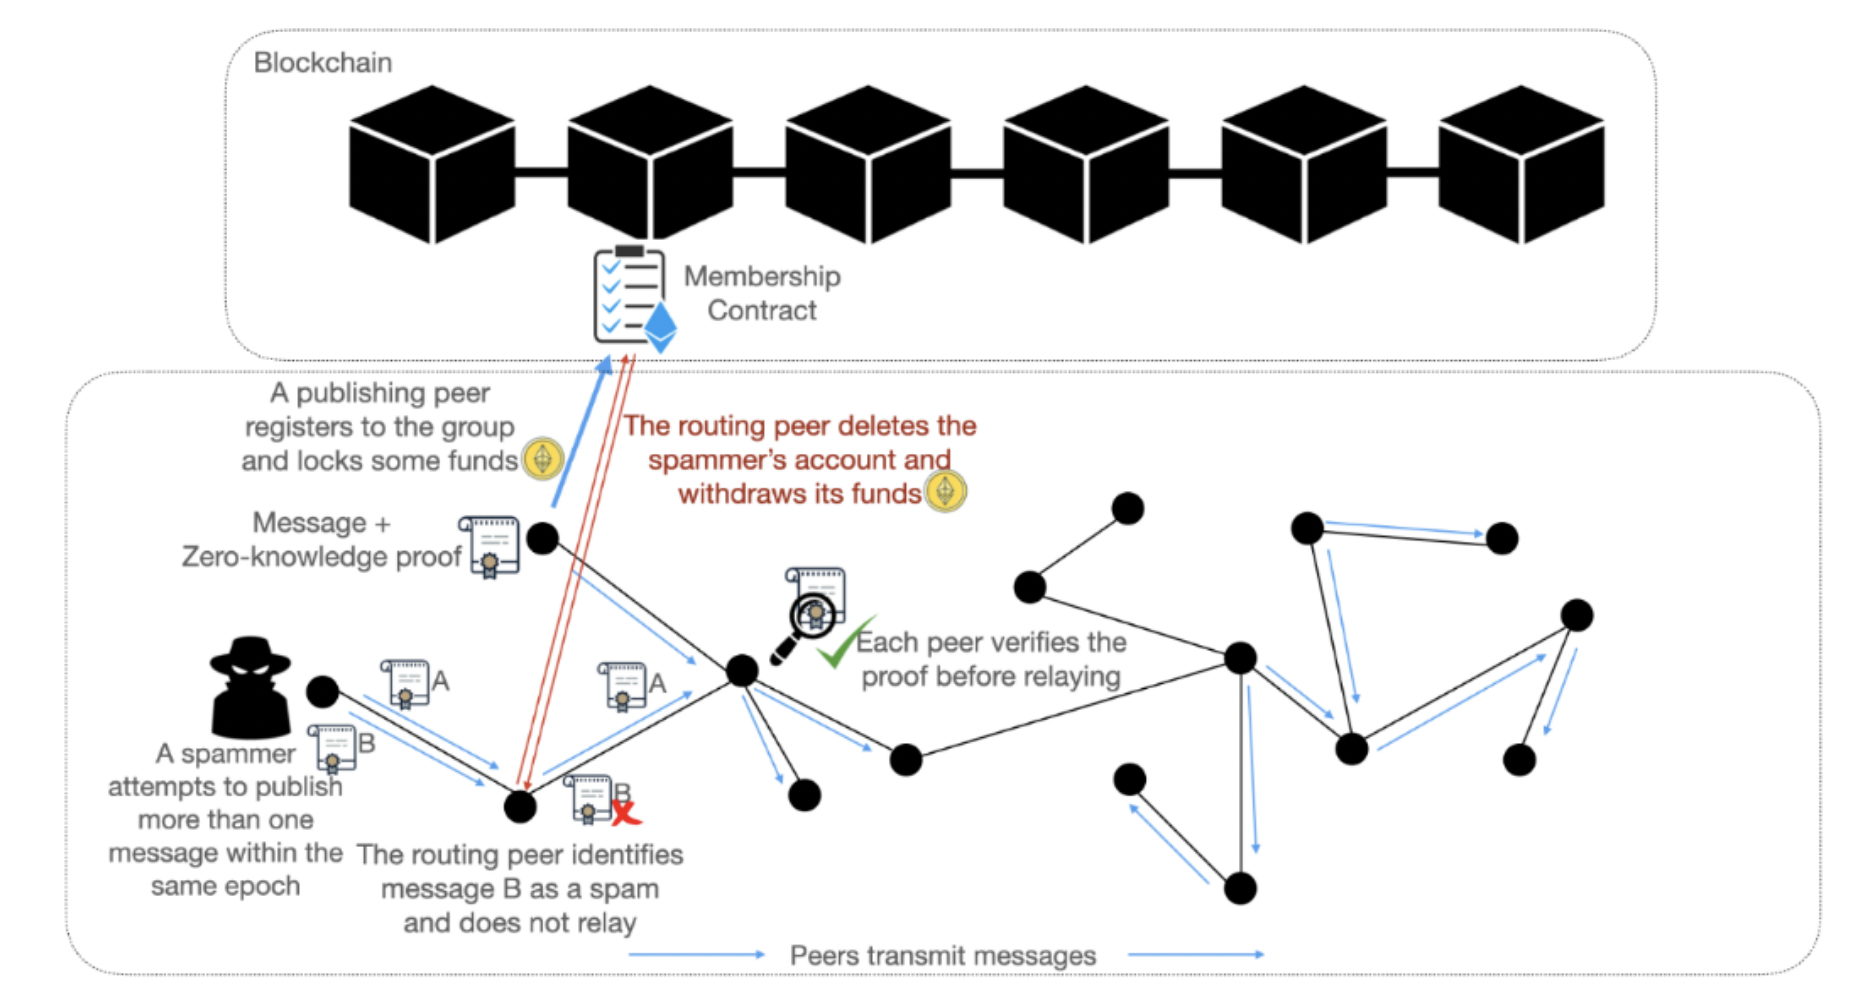 Blockchain
Membership
Contract
A publishing peer
registers to the group
and locks some funds
The routing peer deletes the
spammer's account and
withdraws its funds
Message +
Zero-knowledge proof
Each peer verifies the
proof before relaying
A
A
B
A spammer
attempts to publish
more than one
message within the
same epoch
B
The routing peer identifies
message B as a spam
and does not relay
Peers transmit messages